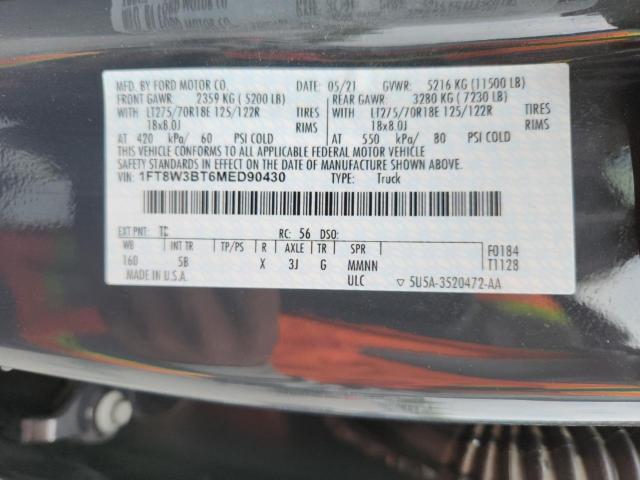 MFD. BY FORD MOTOR CO. DATE: 05/21 GVWR: 5216 KG (11500 LB)
FRONT GAWR: 2359 KG (5200 LB) REAR GAWR: 3280 KG (7230 LB)
WITH LT275/70R18E 125/122R TIRES WITH LT275/70R18E 125/122R TIRES
18x8.0J RIMS 18x8.0J RIMS
AT 420 kPa/ 60 PSI COLD AT 550 kPa/ 80 PSI COLD
THIS VEHICLE CONFORMS TO ALL APPLICABLE FEDERAL MOTOR VEHICLE
SAFETY STANDARDS IN EFFECT ON THE DATE OF MANUFACTURE SHOWN ABOVE.
VIN: 1FT8W3BT6MED90430 TYPE: Truck
EXT PNT: RC: 56 DSO:
WB INT TR TP/PS R AXLE TR SPR F0184
160 5B X 3J G MMNN T1128
MADE IN U.S.A. ULC ▽ 5U5A-3520472-AA